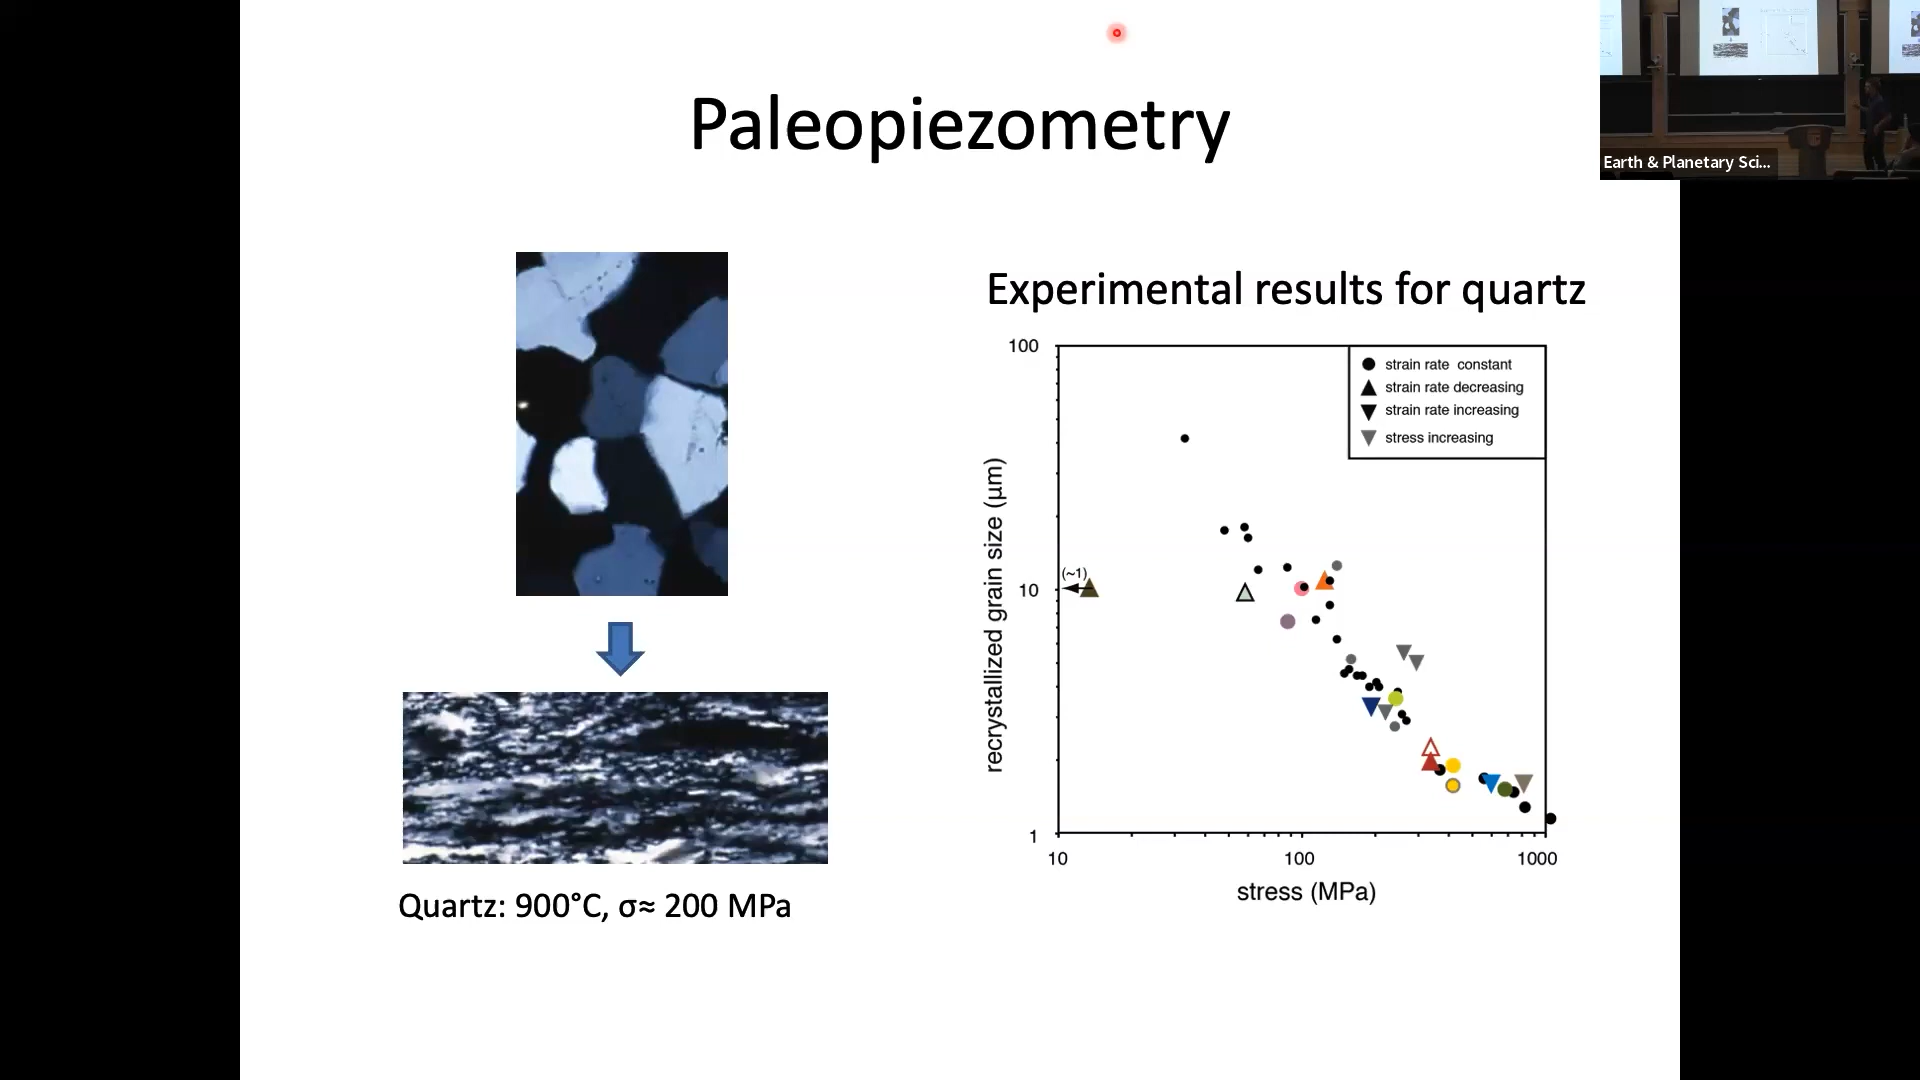 Paleopiezometry
Earth & Planetary Sci...
Experimental results for quartz
100
strain rate constant
strain rate decreasing
strain rate increasing
stress increasing
recrystallized grain size (μm)
(~1)
10
1
10
100
1000
stress (MPa)
Quartz: 900°C, σ≈ 200 MPa